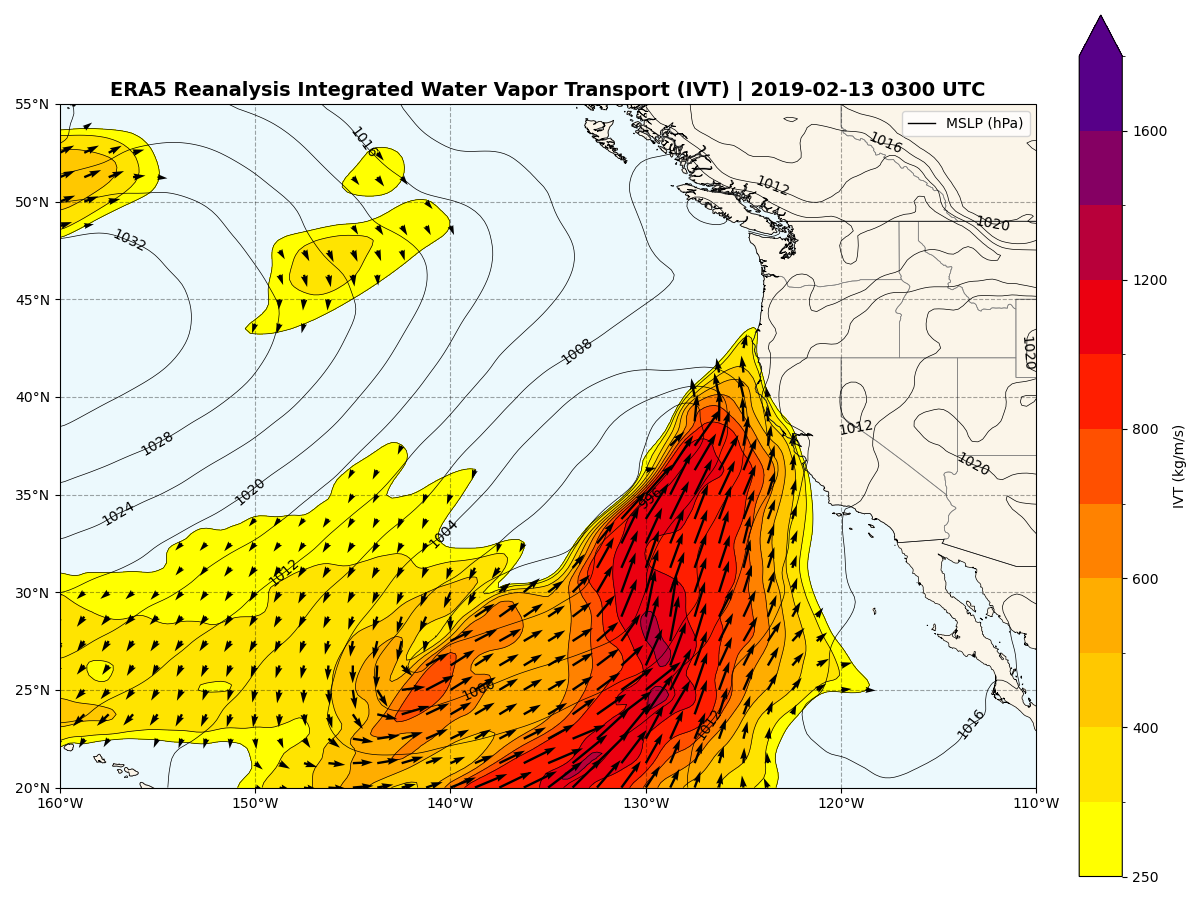 ERA5 Reanalysis Integrated Water Vapor Transport (IVT) | 2019-02-13 0300 UTC
MSLP (hPa)
55°N
50°N
45°N
40°N
35°N
30°N
25°N
20°N
160°W
150°W
140°W
130°W
120°W
110°W
1016
1016
1012
1020
1032
1008
1020
1012
1028
1020
1020
1024
996
1004
1012
1008
1012
1016
1600
1200
800
600
400
250
IVT (kg/m/s)